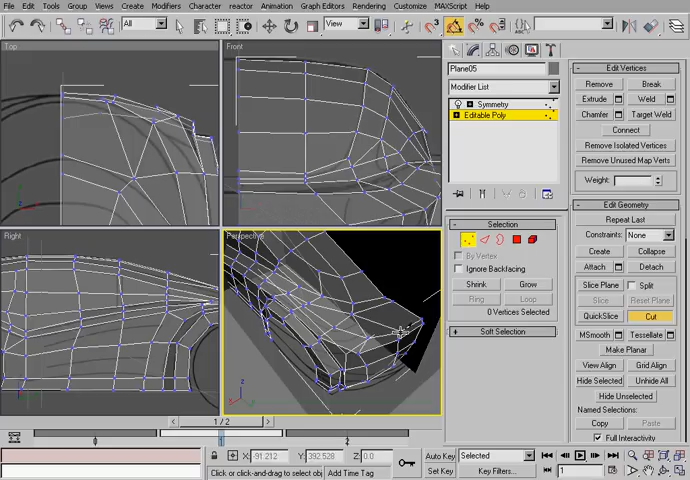 File Edit Tools Group Views Create Modifiers Character reactor Animation Graph Editors Rendering Customize MAXScript Help
All
View
Top
Front
Right
Perspective
Plane05
Modifier List
Symmetry
Editable Poly
Selection
By Vertex
Ignore Backfacing
Shrink Grow
Ring Loop
0 Vertices Selected
Soft Selection
Edit Vertices
Remove Break
Extrude Weld
Chamfer Target Weld
Connect
Remove Isolated Vertices
Remove Unused Map Verts
Weight:
Edit Geometry
Repeat Last
Constraints: None
Create Collapse
Attach Detach
Slice Plane Split
Slice Reset Plane
QuickSlice Cut
MSmooth Tessellate
Make Planar
View Align Grid Align
Hide Selected Unhide All
Hide Unselected
Named Selections:
Copy Paste
Full Interactivity
1 / 2
0 1 2
X: -91.212 Y: 392.528 Z: 0.0
Auto Key Selected
Click or click-and-drag to select obj Add Time Tag
Set Key Key Filters... 1